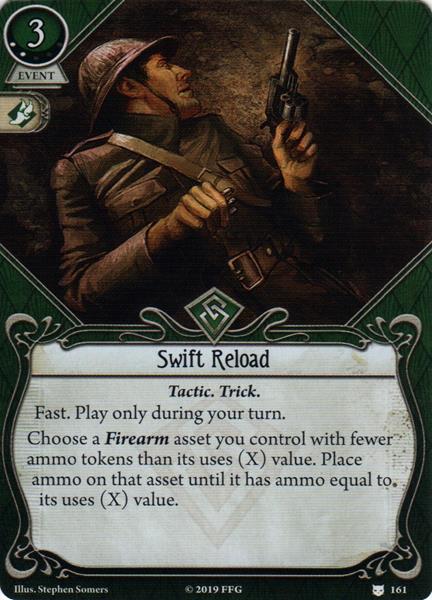 3
EVENT
Swift Reload
Tactic. Trick.
Fast. Play only during your turn.
Choose a Firearm asset you control with fewer
ammo tokens than its uses (X) value. Place
ammo on that asset until it has ammo equal to
its uses (X) value.
Illus. Stephen Somers
© 2019 FFG
161